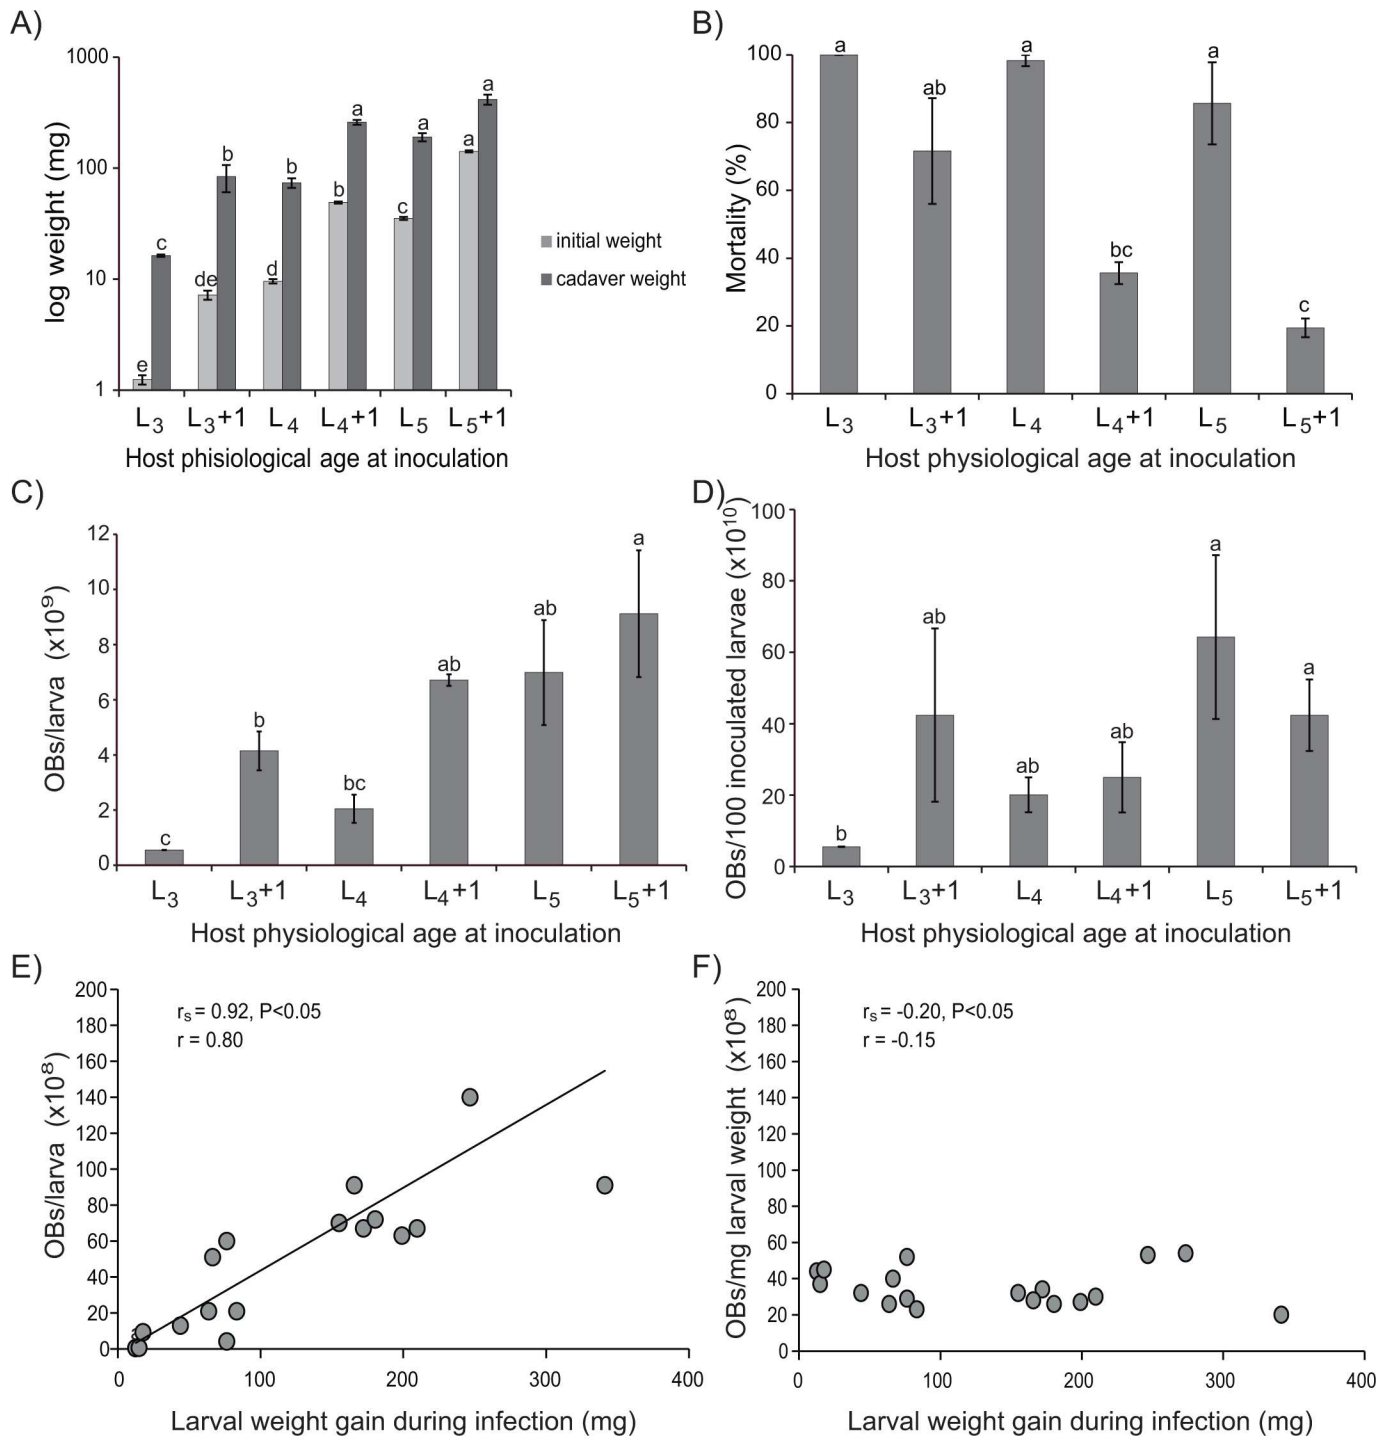 A)
1000
100
10
1
log weight (mg)
e
c
de
b
d
b
b
a
c
a
a
a
initial weight
cadaver weight
L3 L3+1 L4 L4+1 L5 L5+1
Host phisiological age at inoculation
B)
100
80
60
40
20
0
Mortality (%)
a
ab
a
bc
a
c
L3 L3+1 L4 L4+1 L5 L5+1
Host physiological age at inoculation
C)
12
10
8
6
4
2
0
OBs/larva (x10⁹)
c
b
bc
ab
ab
a
L3 L3+1 L4 L4+1 L5 L5+1
Host physiological age at inoculation
D)
100
80
60
40
20
0
OBs/100 inoculated larvae (x10¹⁰)
b
ab
ab
ab
a
a
L3 L3+1 L4 L4+1 L5 L5+1
Host physiological age at inoculation
E)
200
180
160
140
120
100
80
60
40
20
0
OBs/larva (x10⁸)
rs = 0.92, P<0.05
r = 0.80
0 100 200 300 400
Larval weight gain during infection (mg)
F)
200
180
160
140
120
100
80
60
40
20
0
OBs/mg larval weight (x10⁸)
rs = -0.20, P<0.05
r = -0.15
0 100 200 300 400
Larval weight gain during infection (mg)